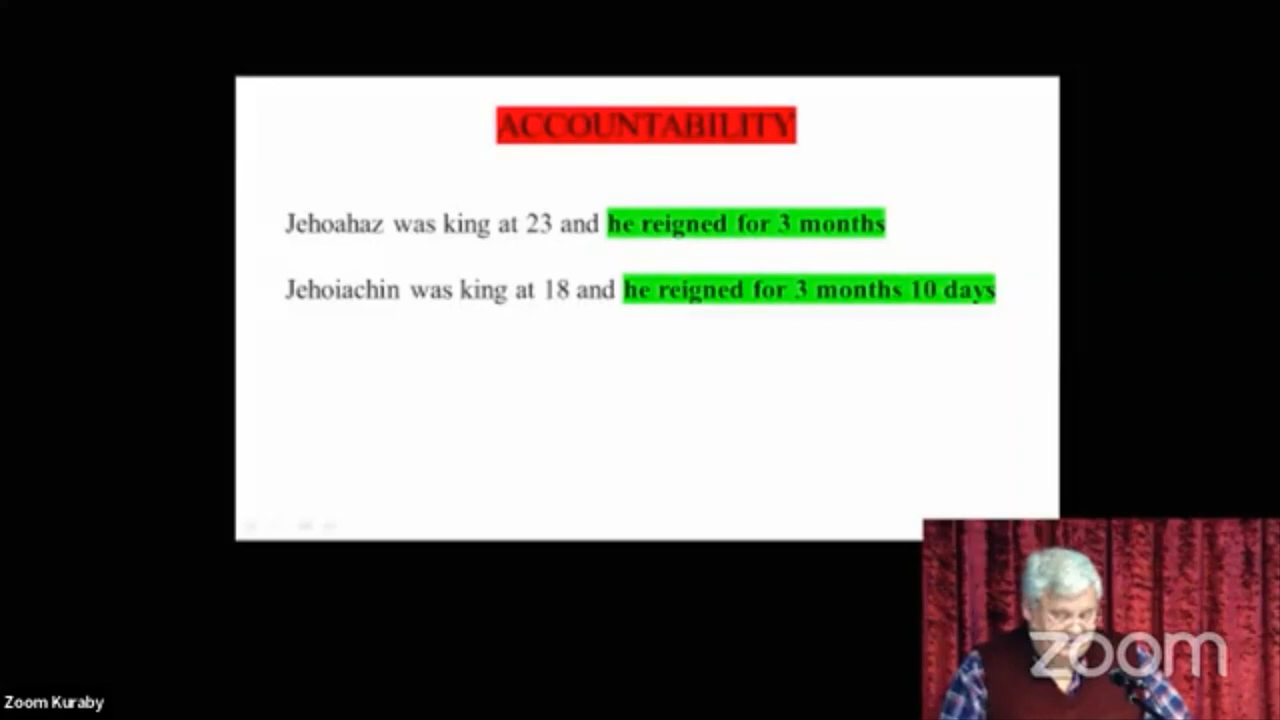 ACCOUNTABILITY
Jehoahaz was king at 23 and he reigned for 3 months
Jehoiachin was king at 18 and he reigned for 3 months 10 days
zoom
Zoom Kuraby